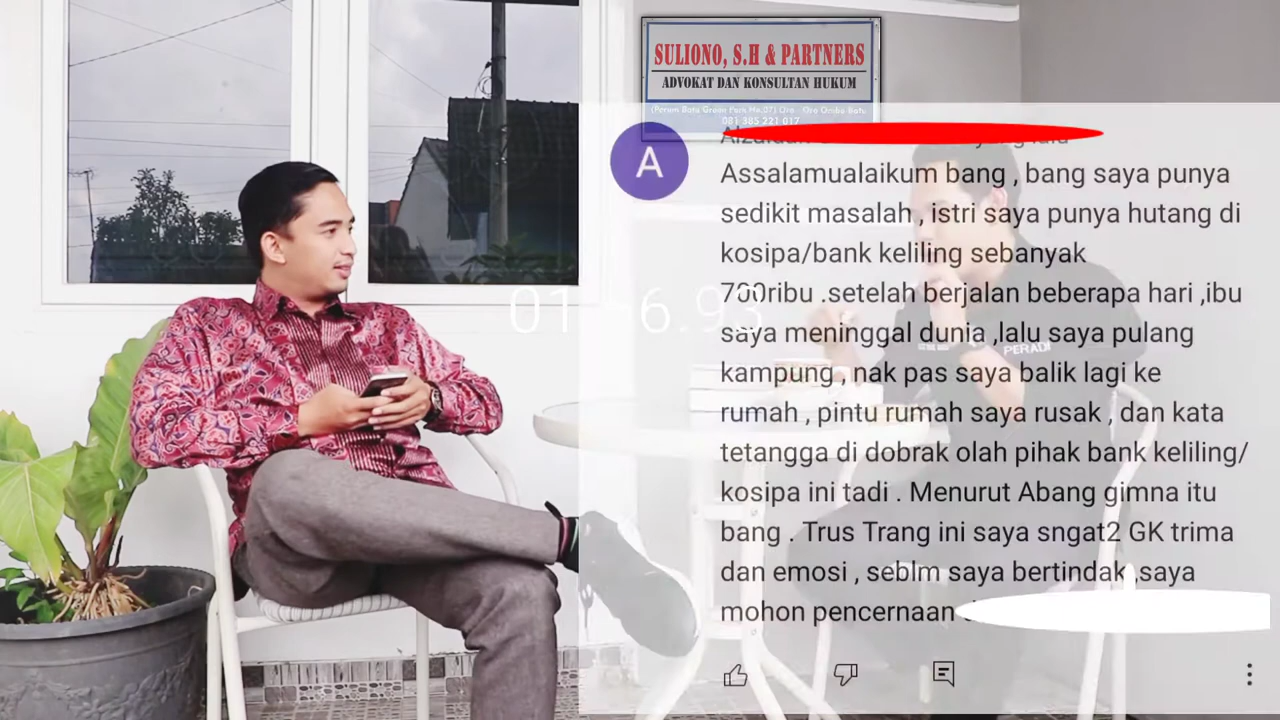 SULIONO, S.H & PARTNERS
ADVOKAT DAN KONSULTAN HUKUM
081 385 221 017
A
Assalamualaikum bang , bang saya punya
sedikit masalah , istri saya punya hutang di
kosipa/bank keliling sebanyak
700ribu .setelah berjalan beberapa hari ,ibu
saya meninggal dunia ,lalu saya pulang
kampung , nak pas saya balik lagi ke
rumah , pintu rumah saya rusak , dan kata
tetangga di dobrak olah pihak bank keliling/
kosipa ini tadi . Menurut Abang gimna itu
bang . Trus Trang ini saya sngat2 GK trima
dan emosi , seblm saya bertindak ,saya
mohon pencernaan
PERADI